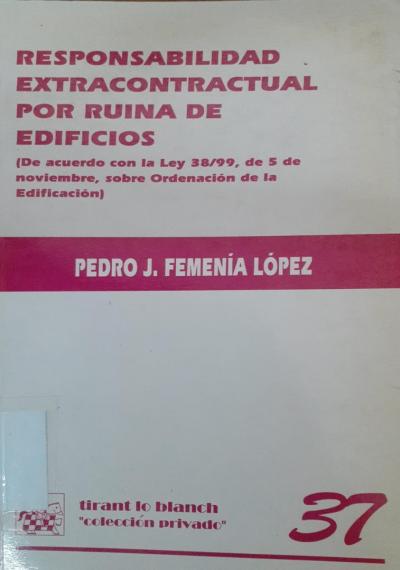 RESPONSABILIDAD
EXTRACONTRACTUAL
POR RUINA DE
EDIFICIOS
(De acuerdo con la Ley 38/99, de 5 de
noviembre, sobre Ordenación de la
Edificación)
PEDRO J. FEMENÍA LÓPEZ
tirant lo blanch
"colección privado"
37